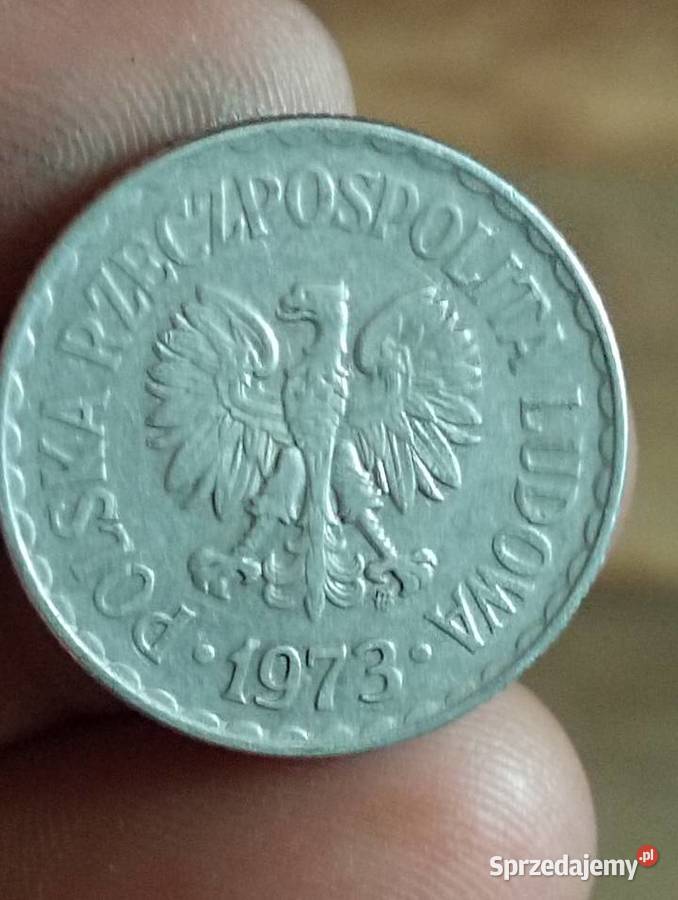 POLSKA RZECZPOSPOLITA LUDOWA
· 1973 ·
Sprzedajemy.pl